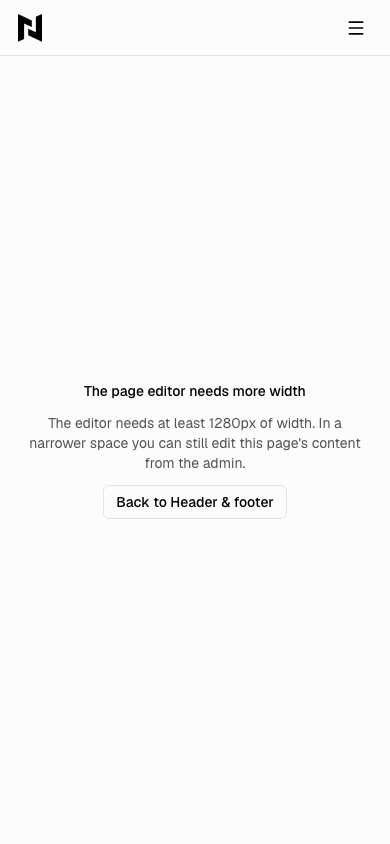 The page editor needs more width
The editor needs at least 1280px of width. In a
narrower space you can still edit this page's content
from the admin.
Back to Header & footer